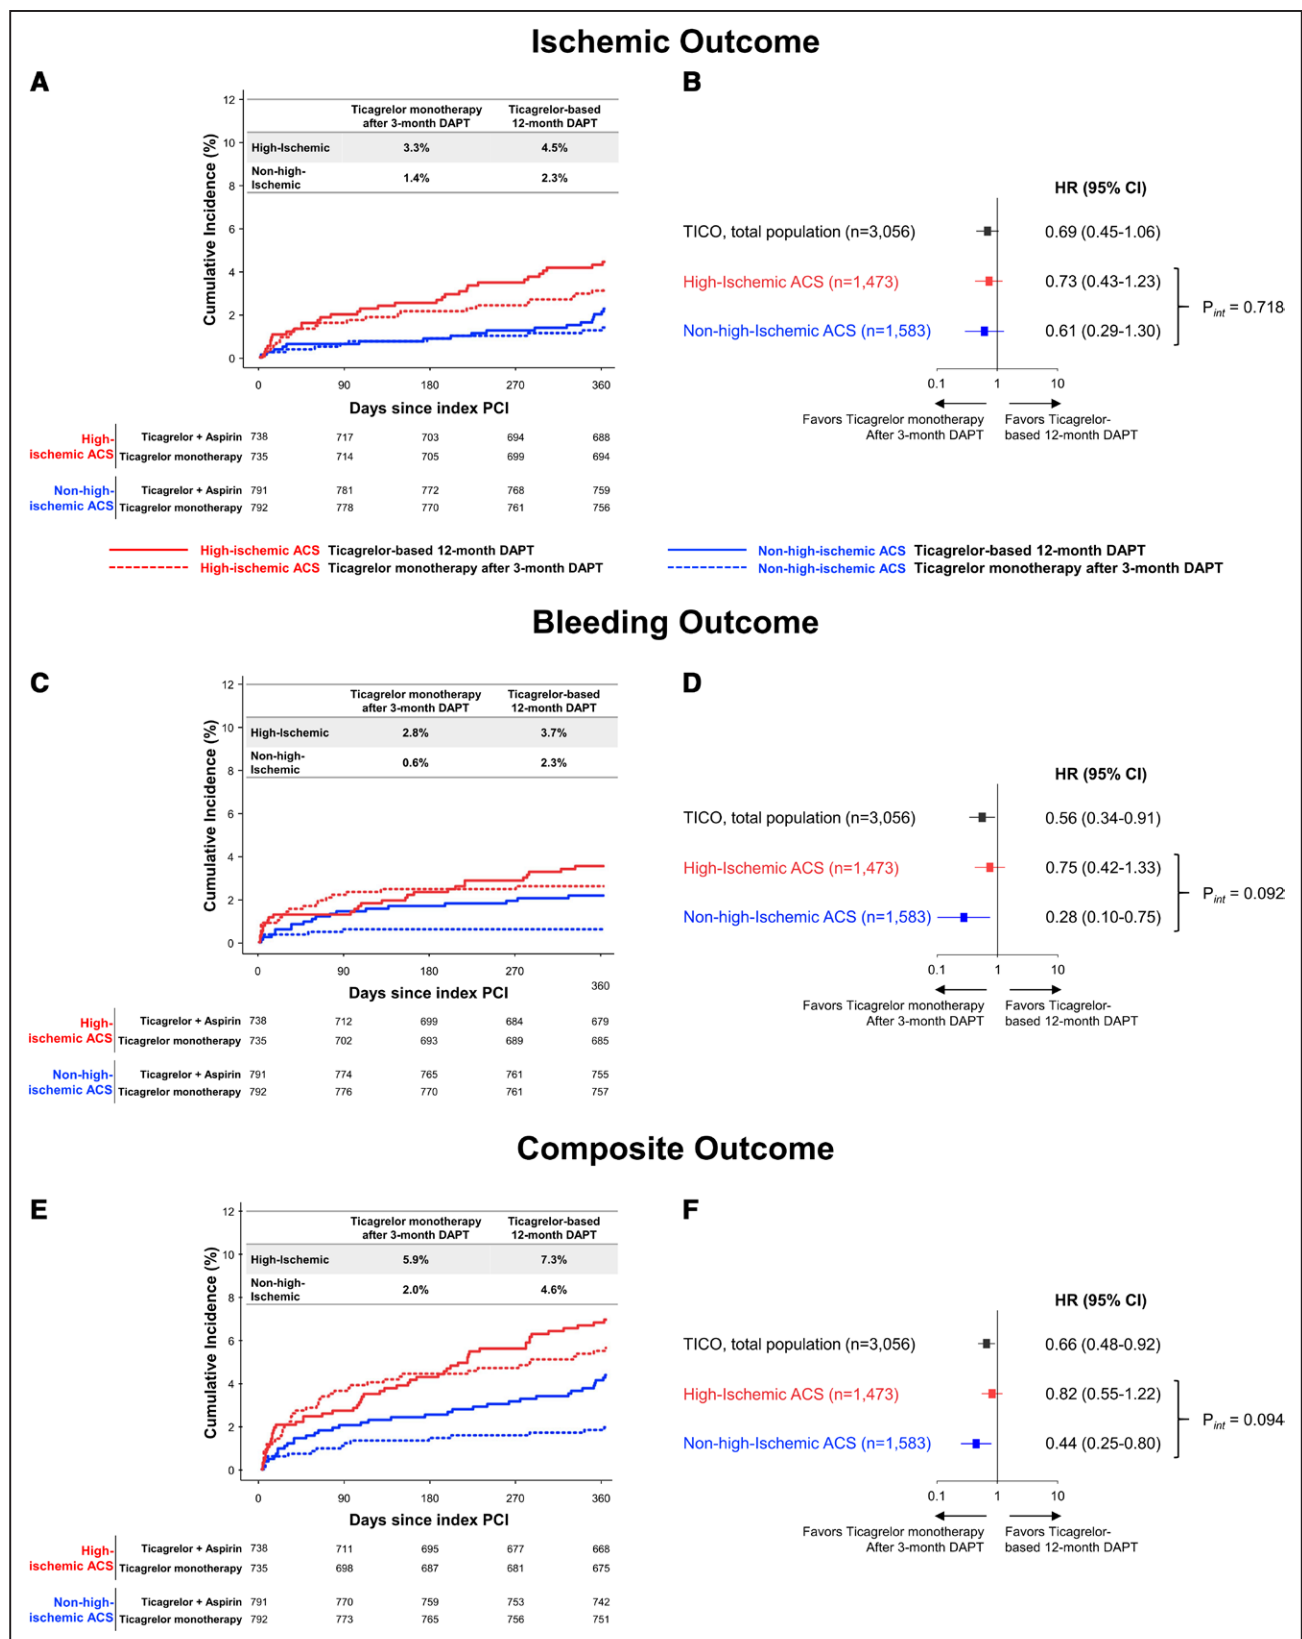 Ischemic Outcome
A
B
Cumulative Incidence (%)
12
10
8
6
4
2
0
Ticagrelor monotherapy Ticagrelor-based
after 3-month DAPT 12-month DAPT
High-Ischemic 3.3% 4.5%
Non-high-
Ischemic 1.4% 2.3%
0 90 180 270 360
Days since index PCI
High-
ischemic ACS
Ticagrelor + Aspirin 738 717 703 694 688
Ticagrelor monotherapy 735 714 705 699 694
Non-high-
ischemic ACS
Ticagrelor + Aspirin 791 781 772 768 759
Ticagrelor monotherapy 792 778 770 761 756
HR (95% CI)
TICO, total population (n=3,056) 0.69 (0.45-1.06)
High-Ischemic ACS (n=1,473) 0.73 (0.43-1.23)
Non-high-Ischemic ACS (n=1,583) 0.61 (0.29-1.30)
Pint = 0.718
0.1 1 10
Favors Ticagrelor monotherapy Favors Ticagrelor-
After 3-month DAPT based 12-month DAPT
High-ischemic ACS Ticagrelor-based 12-month DAPT
High-ischemic ACS Ticagrelor monotherapy after 3-month DAPT
Non-high-ischemic ACS Ticagrelor-based 12-month DAPT
Non-high-ischemic ACS Ticagrelor monotherapy after 3-month DAPT
Bleeding Outcome
C
D
Cumulative Incidence (%)
12
10
8
6
4
2
0
Ticagrelor monotherapy Ticagrelor-based
after 3-month DAPT 12-month DAPT
High-Ischemic 2.8% 3.7%
Non-high-
Ischemic 0.6% 2.3%
0 90 180 270 360
Days since index PCI
High-
ischemic ACS
Ticagrelor + Aspirin 738 712 699 684 679
Ticagrelor monotherapy 735 702 693 689 685
Non-high-
ischemic ACS
Ticagrelor + Aspirin 791 774 765 761 755
Ticagrelor monotherapy 792 776 770 761 757
HR (95% CI)
TICO, total population (n=3,056) 0.56 (0.34-0.91)
High-Ischemic ACS (n=1,473) 0.75 (0.42-1.33)
Non-high-Ischemic ACS (n=1,583) 0.28 (0.10-0.75)
Pint = 0.092
0.1 1 10
Favors Ticagrelor monotherapy Favors Ticagrelor-
After 3-month DAPT based 12-month DAPT
Composite Outcome
E
F
Cumulative Incidence (%)
12
10
8
6
4
2
0
Ticagrelor monotherapy Ticagrelor-based
after 3-month DAPT 12-month DAPT
High-Ischemic 5.9% 7.3%
Non-high-
Ischemic 2.0% 4.6%
0 90 180 270 360
Days since index PCI
High-
ischemic ACS
Ticagrelor + Aspirin 738 711 695 677 668
Ticagrelor monotherapy 735 698 687 681 675
Non-high-
ischemic ACS
Ticagrelor + Aspirin 791 770 759 753 742
Ticagrelor monotherapy 792 773 765 756 751
HR (95% CI)
TICO, total population (n=3,056) 0.66 (0.48-0.92)
High-Ischemic ACS (n=1,473) 0.82 (0.55-1.22)
Non-high-Ischemic ACS (n=1,583) 0.44 (0.25-0.80)
Pint = 0.094
0.1 1 10
Favors Ticagrelor monotherapy Favors Ticagrelor-
After 3-month DAPT based 12-month DAPT